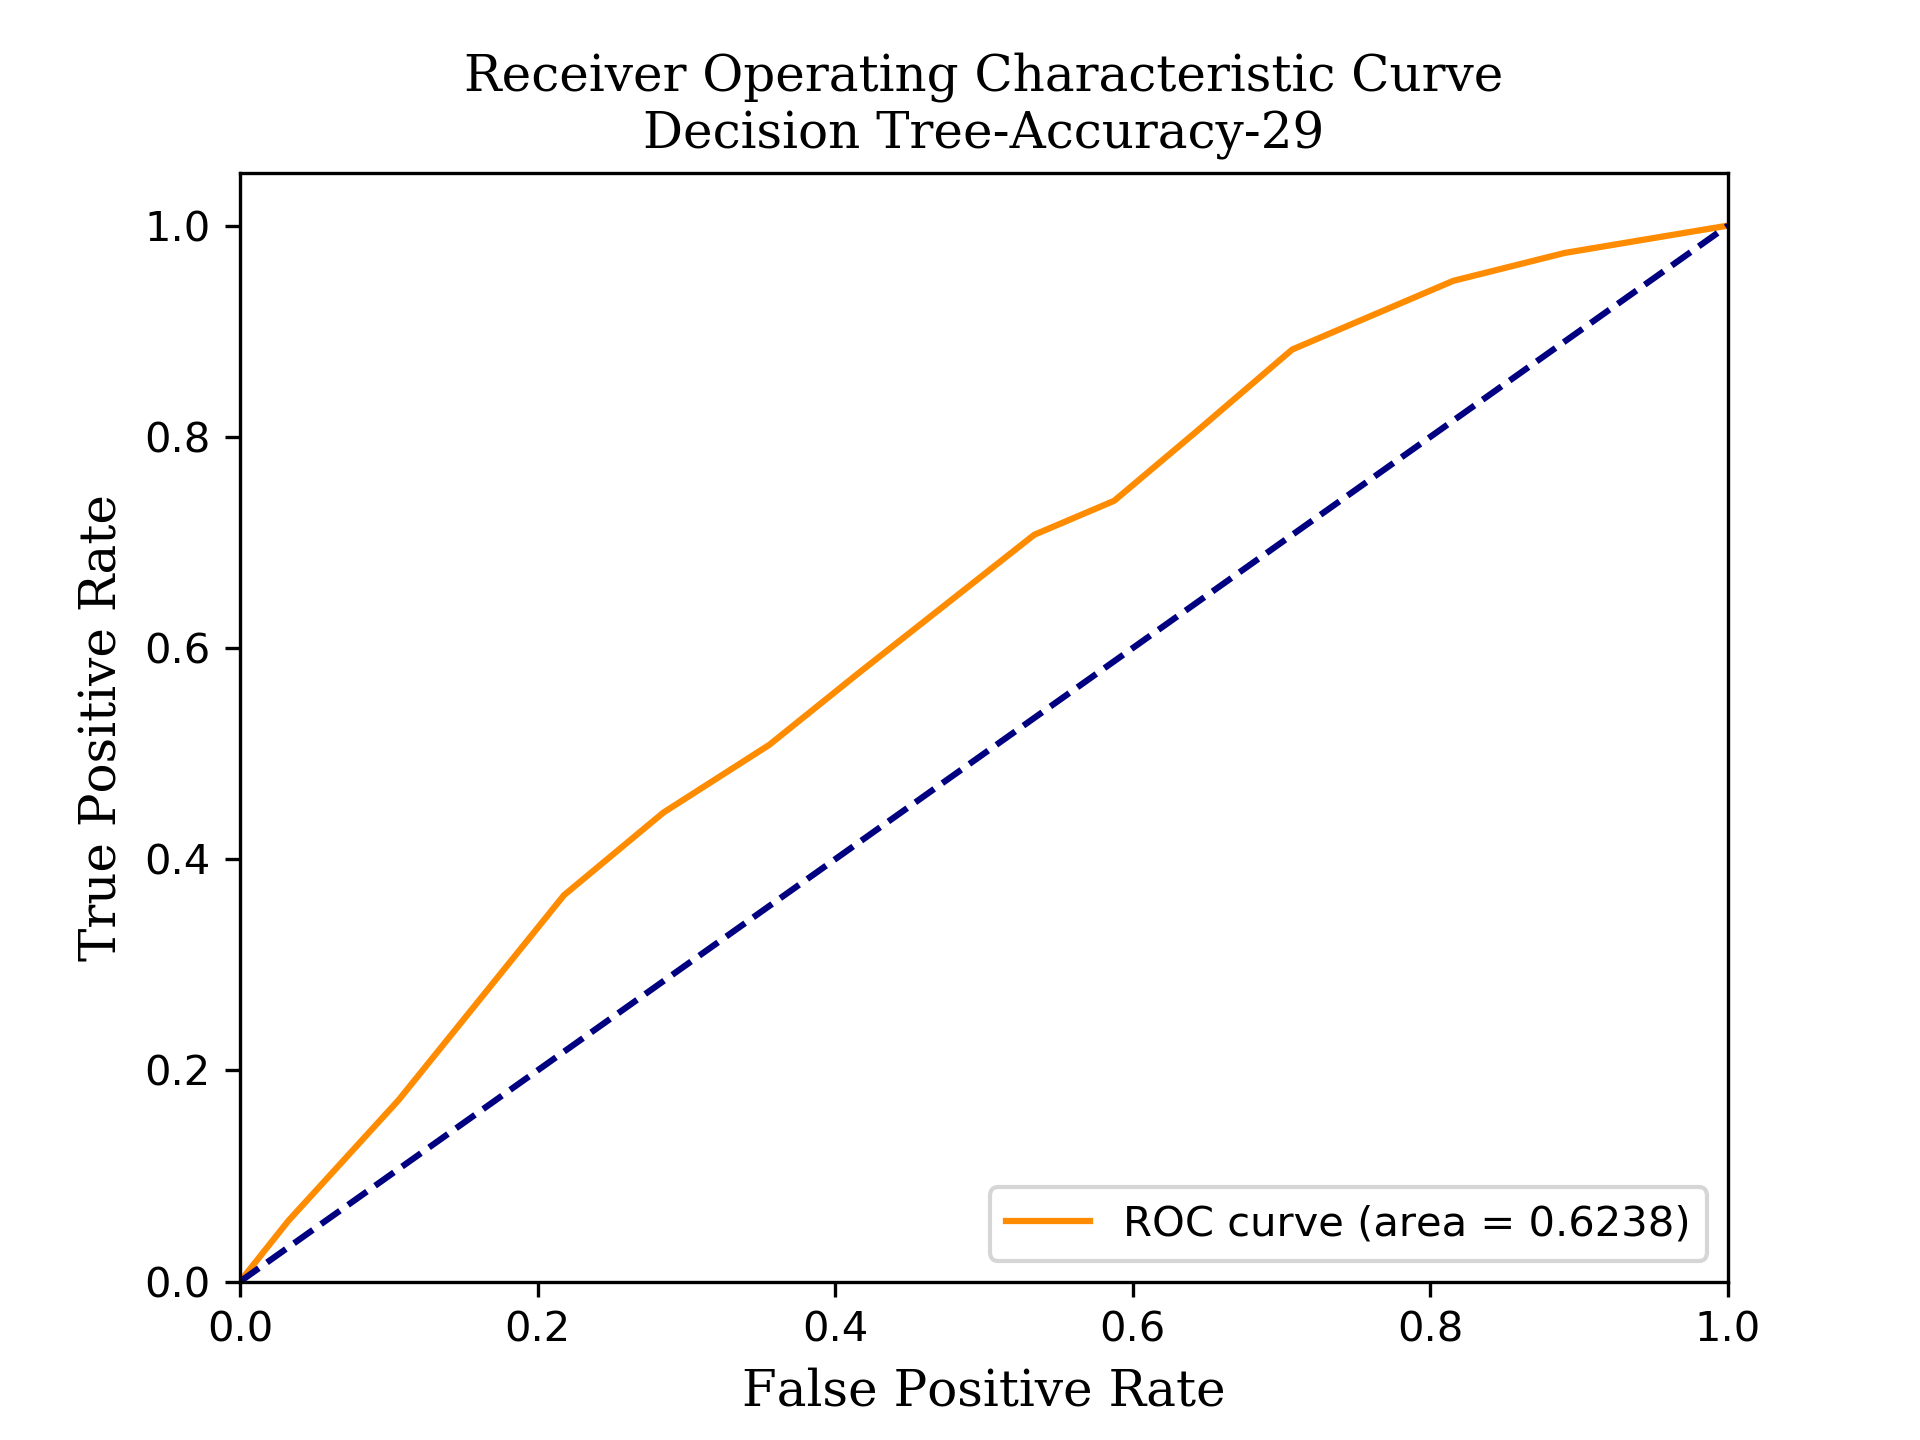 Receiver Operating Characteristic Curve
Decision Tree-Accuracy-29
1.0
0.8
0.6
0.4
0.2
0.0
True Positive Rate
ROC curve (area = 0.6238)
0.0 0.2 0.4 0.6 0.8 1.0
False Positive Rate